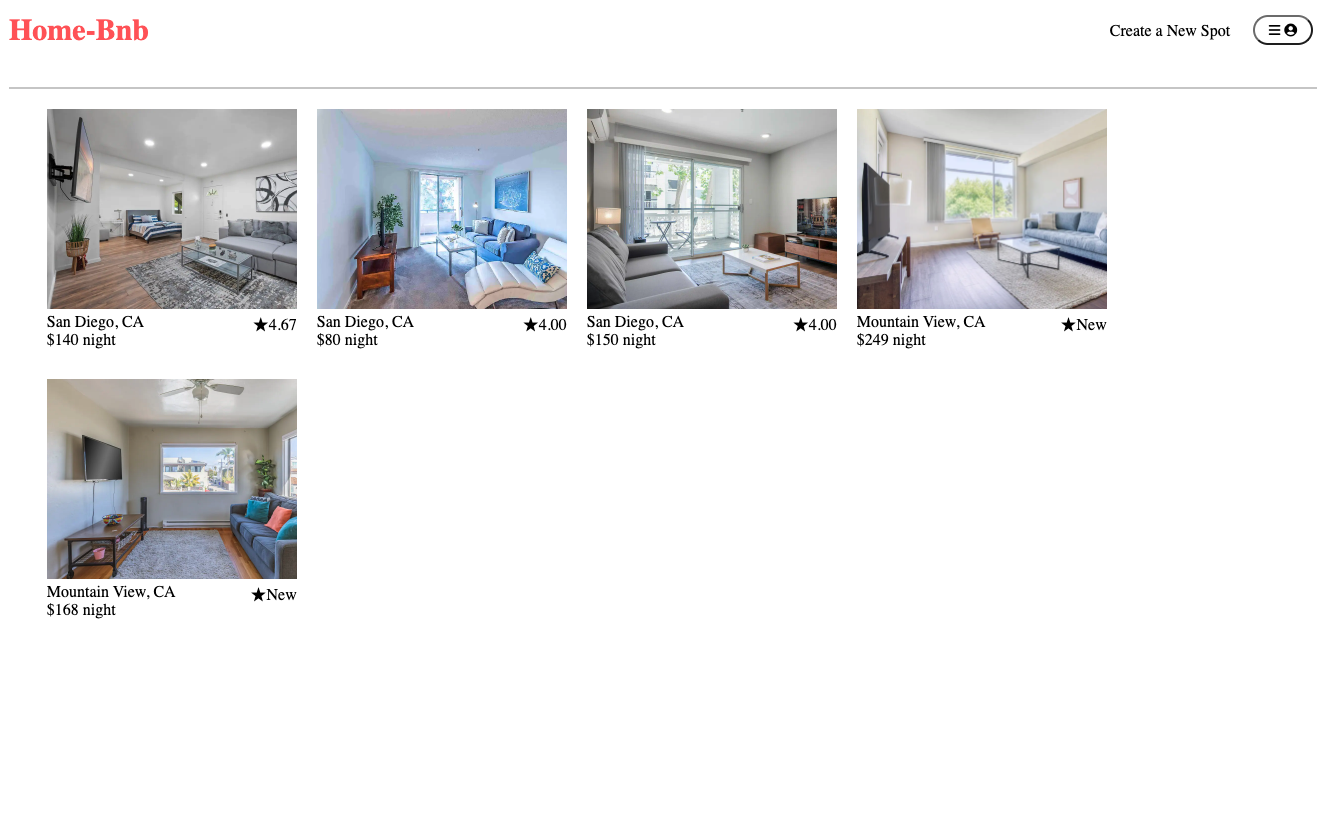 Home-Bnb
Create a New Spot
San Diego, CA ★4.67
$140 night
San Diego, CA ★4.00
$80 night
San Diego, CA ★4.00
$150 night
Mountain View, CA ★New
$249 night
Mountain View, CA ★New
$168 night